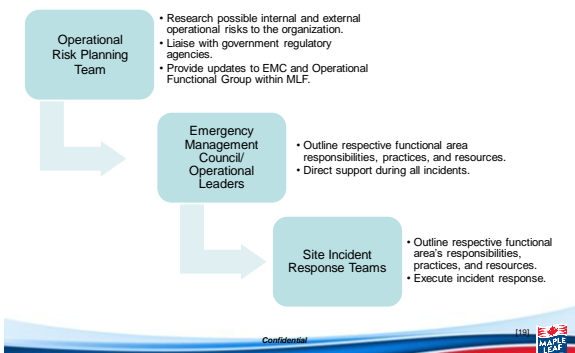 Operational
Risk Planning
Team
• Research possible internal and external
operational risks to the organization.
• Liaise with government regulatory
agencies.
• Provide updates to EMC and Operational
Functional Group within MLF.
Emergency
Management
Council/
Operational
Leaders
• Outline respective functional area
responsibilities, practices, and resources.
• Direct support during all incidents.
Site Incident
Response Teams
• Outline respective functional
area's responsibilities,
practices, and resources.
• Execute incident response.
Confidential
[19]
MAPLE
LEAF